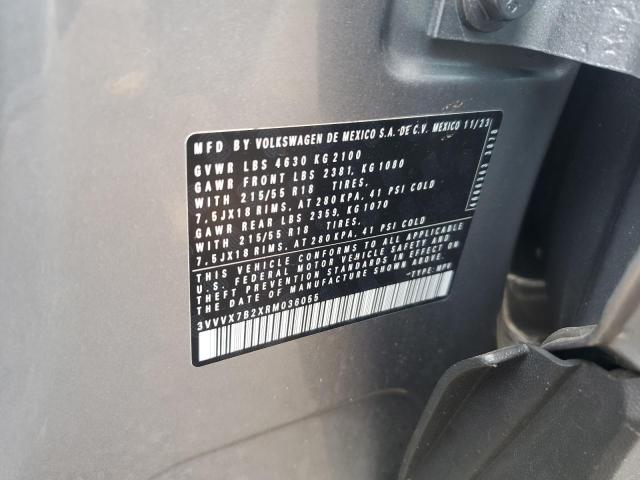 MFD BY VOLKSWAGEN DE MEXICO S.A. DE C.V. MEXICO 11/23
GVWR LBS 4630 KG 2100
GAWR FRONT LBS 2381, KG 1080
WITH 215/55 R18 TIRES,
7.5JX18 RIMS, AT 280 KPA, 41 PSI COLD
GAWR REAR LBS 2359, KG 1070
WITH 215/55 R18 TIRES,
7.5JX18 RIMS, AT 280 KPA, 41 PSI COLD
THIS VEHICLE CONFORMS TO ALL APPLICABLE
U.S. FEDERAL MOTOR VEHICLE SAFETY AND
THEFT PREVENTION STANDARDS IN EFFECT
ON THE DATE OF MANUFACTURE SHOWN ABOVE.
3VVVX7B2XRM036055
-TYPE: MPV